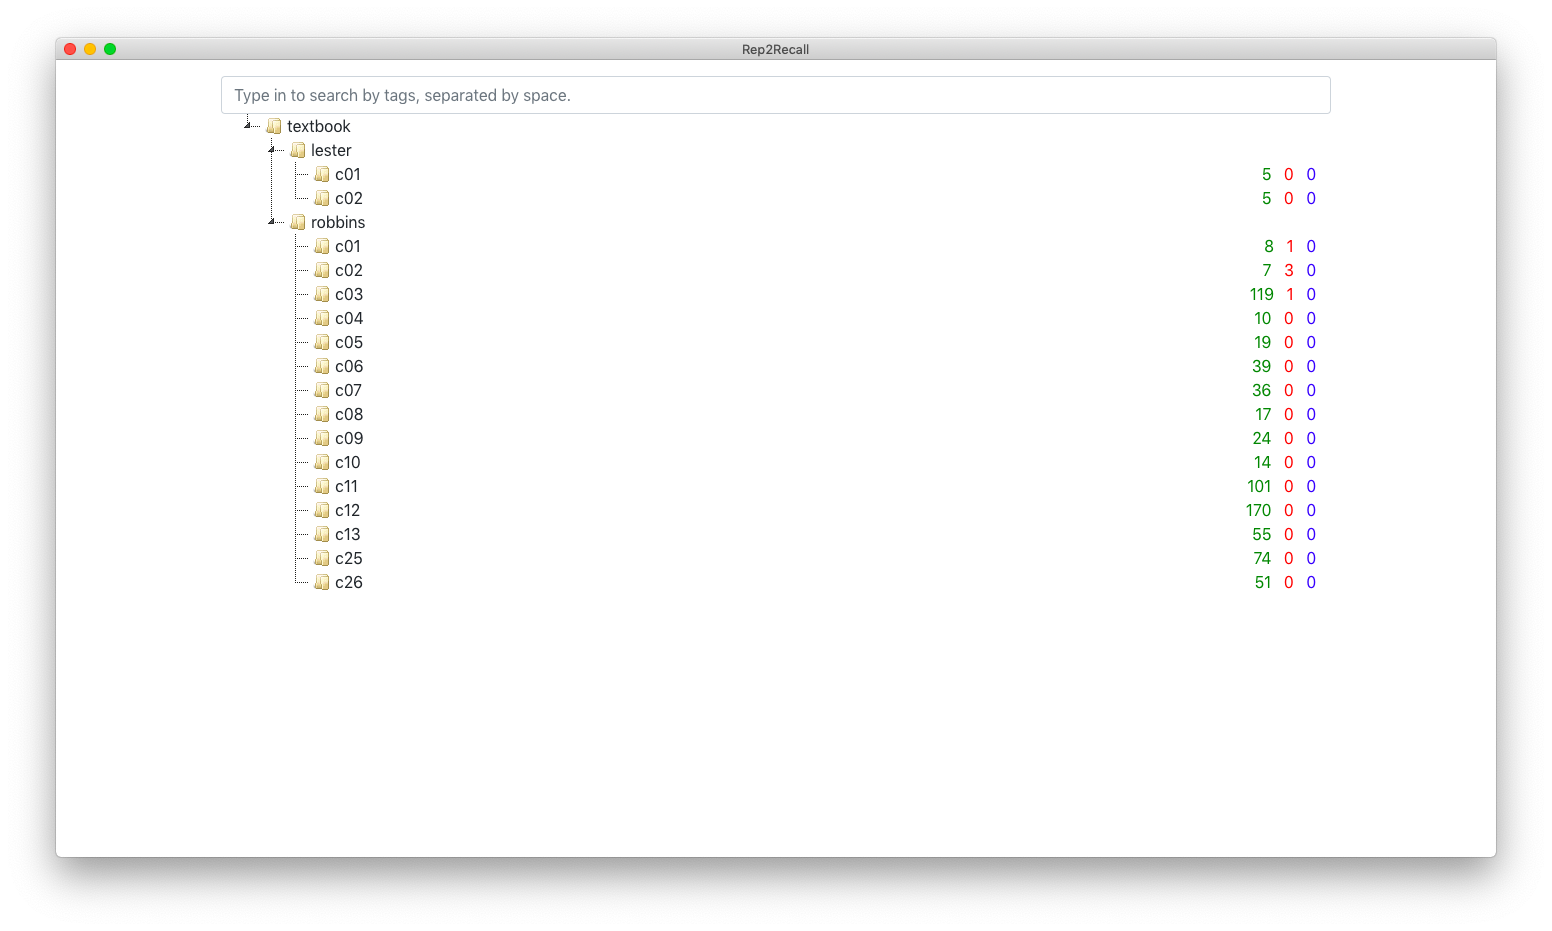 Rep2Recall
Type in to search by tags, separated by space.
textbook
lester
c01 5 0 0
c02 5 0 0
robbins
c01 8 1 0
c02 7 3 0
c03 119 1 0
c04 10 0 0
c05 19 0 0
c06 39 0 0
c07 36 0 0
c08 17 0 0
c09 24 0 0
c10 14 0 0
c11 101 0 0
c12 170 0 0
c13 55 0 0
c25 74 0 0
c26 51 0 0